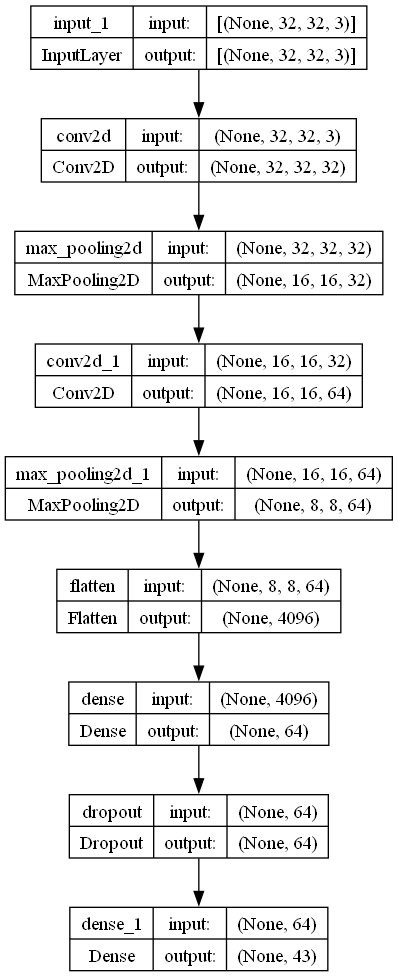 input_1 input: [(None, 32, 32, 3)]
InputLayer output: [(None, 32, 32, 3)]
conv2d input: (None, 32, 32, 3)
Conv2D output: (None, 32, 32, 32)
max_pooling2d input: (None, 32, 32, 32)
MaxPooling2D output: (None, 16, 16, 32)
conv2d_1 input: (None, 16, 16, 32)
Conv2D output: (None, 16, 16, 64)
max_pooling2d_1 input: (None, 16, 16, 64)
MaxPooling2D output: (None, 8, 8, 64)
flatten input: (None, 8, 8, 64)
Flatten output: (None, 4096)
dense input: (None, 4096)
Dense output: (None, 64)
dropout input: (None, 64)
Dropout output: (None, 64)
dense_1 input: (None, 64)
Dense output: (None, 43)